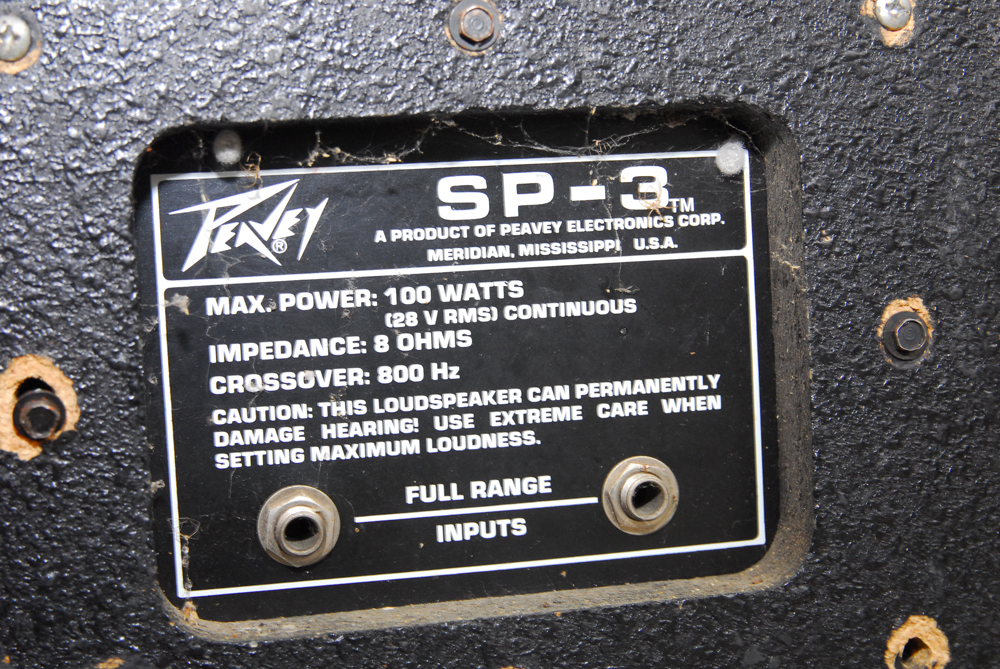 PEAVEY®
SP-3™
A PRODUCT OF PEAVEY ELECTRONICS CORP.
MERIDIAN, MISSISSIPPI U.S.A.
MAX. POWER: 100 WATTS
(28 V RMS) CONTINUOUS
IMPEDANCE: 8 OHMS
CROSSOVER: 800 Hz
CAUTION: THIS LOUDSPEAKER CAN PERMANENTLY
DAMAGE HEARING! USE EXTREME CARE WHEN
SETTING MAXIMUM LOUDNESS.
FULL RANGE
INPUTS